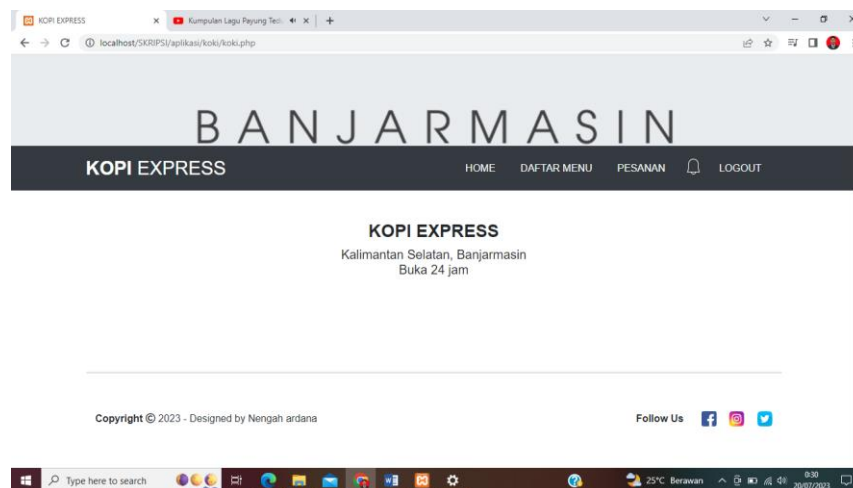 KOPI EXPRESS
Kumpulan Lagu Payung Tedu
localhost/SKRIPSI/aplikasi/koki/koki.php
BANJARMASIN
KOPI EXPRESS HOME DAFTAR MENU PESANAN LOGOUT
KOPI EXPRESS
Kalimantan Selatan, Banjarmasin
Buka 24 jam
Copyright © 2023 - Designed by Nengah ardana Follow Us
Type here to search 25°C Berawan 0:30
20/07/2023